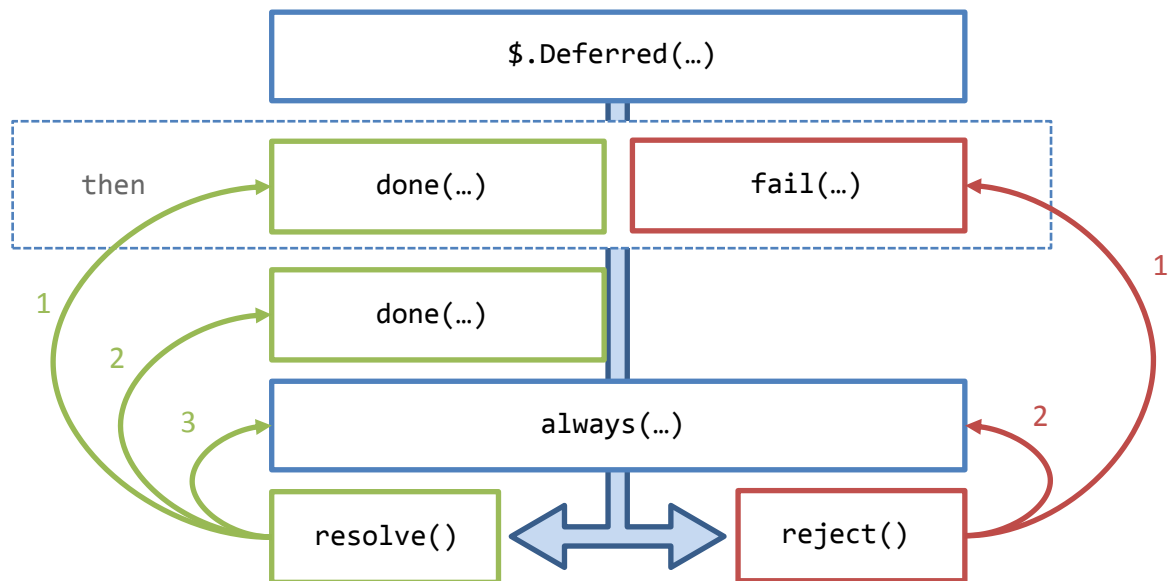 $.Deferred(…)
then
done(…)
fail(…)
1
1
done(…)
2
3
always(…)
2
resolve()
reject()